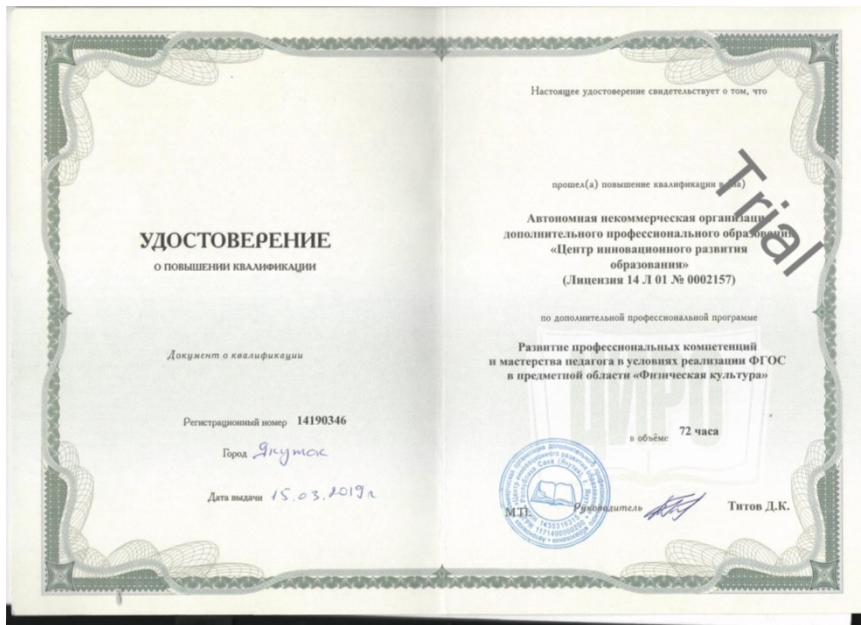 УДОСТОВЕРЕНИЕ
О ПОВЫШЕНИИ КВАЛИФИКАЦИИ
Документ о квалификации
Регистрационный номер 14190346
Город Якутск
Дата выдачи 15.03.2019г
Настоящее удостоверение свидетельствует о том, что
прошел(а) повышение квалификации в (на)
Автономная некоммерческая организация
дополнительного профессионального образования
«Центр инновационного развития
образования»
(Лицензия 14 Л 01 № 0002157)
по дополнительной профессиональной программе
Развитие профессиональных компетенций
и мастерства педагога в условиях реализации ФГОС
в предметной области «Физическая культура»
ЦИРО
в объёме 72 часа
М.П. Руководитель Титов Д.К.
Trial